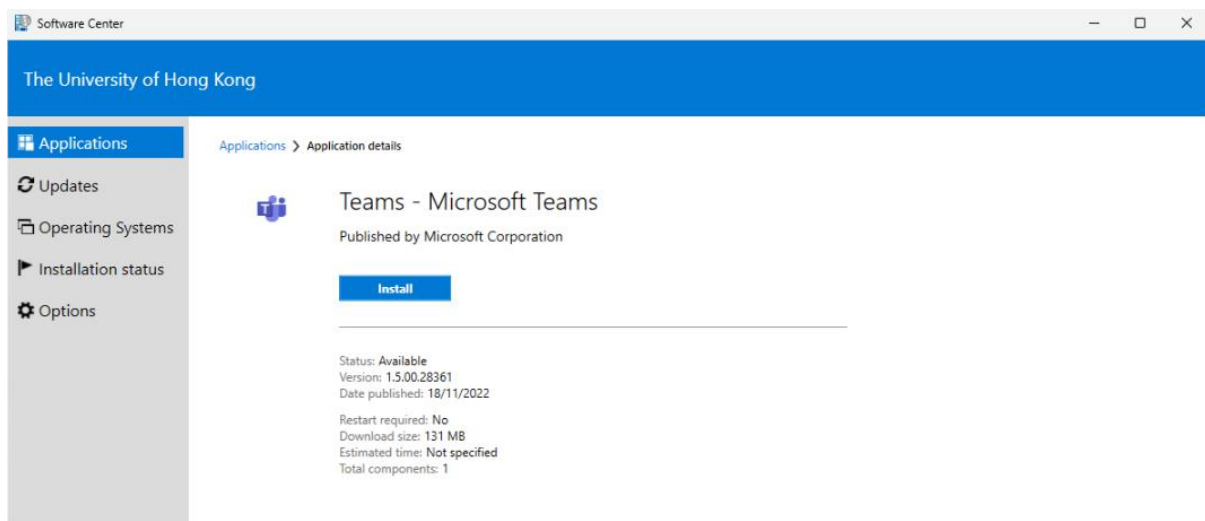 Software Center
The University of Hong Kong
Applications
Updates
Operating Systems
Installation status
Options
Applications ❯ Application details
Teams - Microsoft Teams
Published by Microsoft Corporation
Install
Status: Available
Version: 1.5.00.28361
Date published: 18/11/2022
Restart required: No
Download size: 131 MB
Estimated time: Not specified
Total components: 1